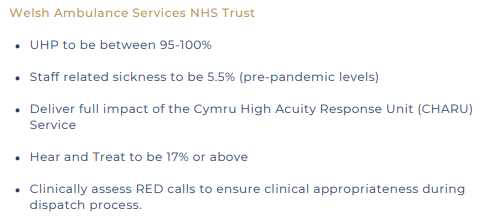 Welsh Ambulance Services NHS Trust
• UHP to be between 95-100%
• Staff related sickness to be 5.5% (pre-pandemic levels)
• Deliver full impact of the Cymru High Acuity Response Unit (CHARU)
Service
• Hear and Treat to be 17% or above
• Clinically assess RED calls to ensure clinical appropriateness during
dispatch process.